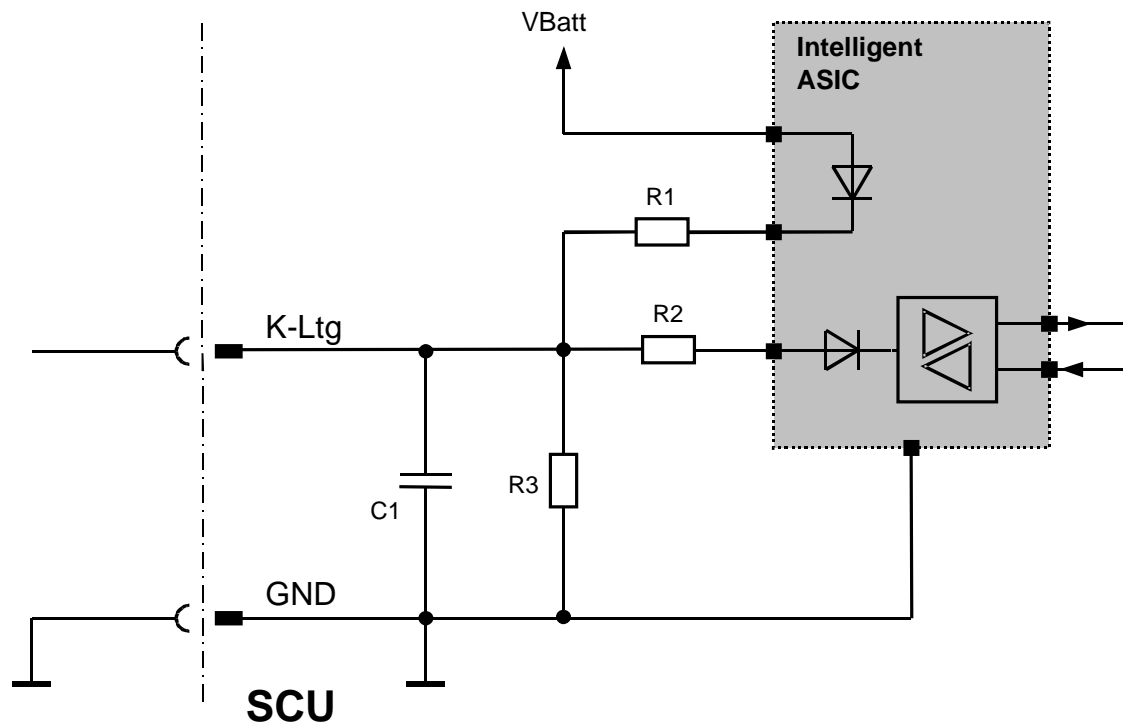 VBatt
Intelligent
ASIC
R1
K-Ltg
R2
R3
C1
GND
SCU